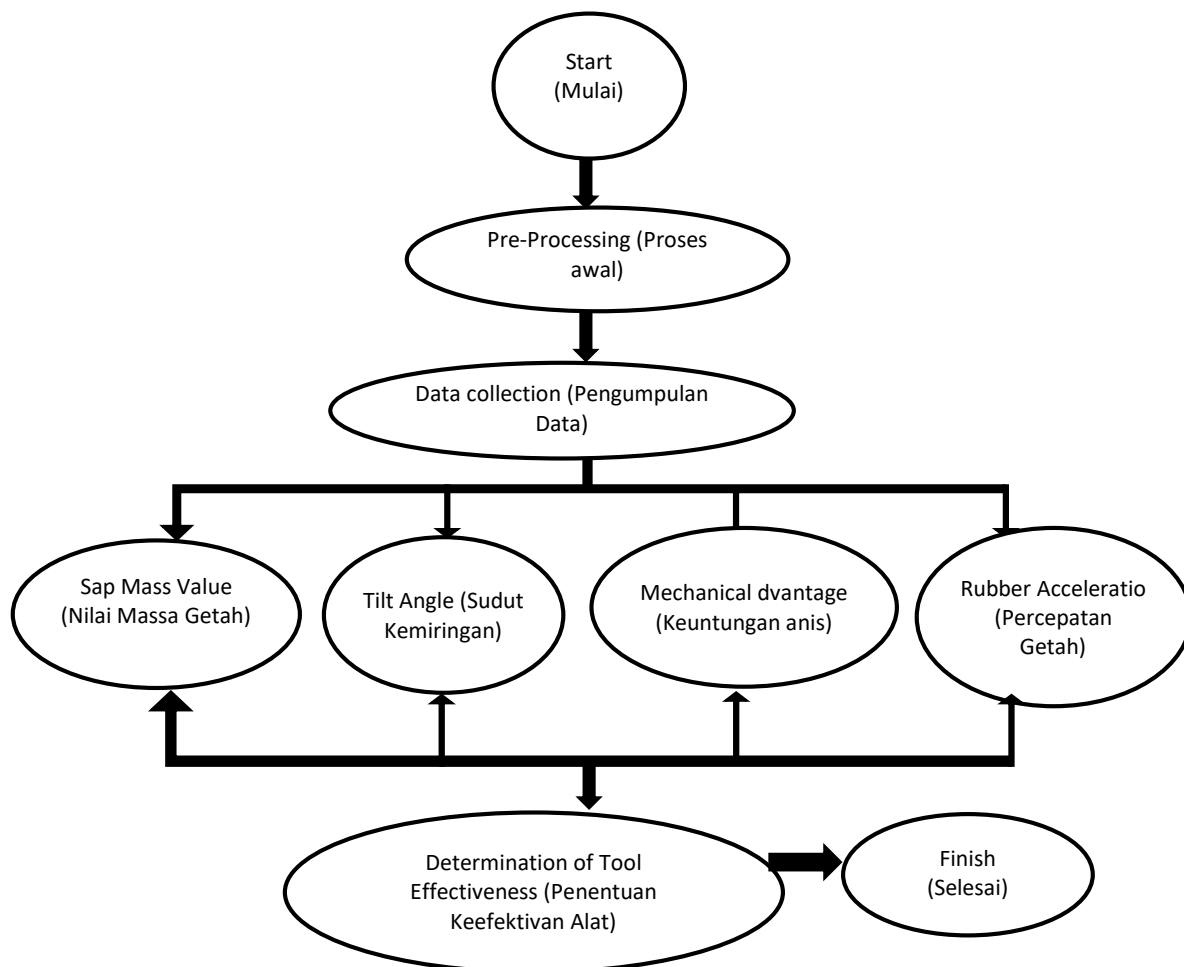 Start
(Mulai)
Pre-Processing (Proses
awal)
Data collection (Pengumpulan
Data)
Sap Mass Value
(Nilai Massa Getah)
Tilt Angle (Sudut
Kemiringan)
Mechanical dvantage
(Keuntungan anis)
Rubber Acceleratio
(Percepatan
Getah)
Determination of Tool
Effectiveness (Penentuan
Keefektivan Alat)
Finish
(Selesai)